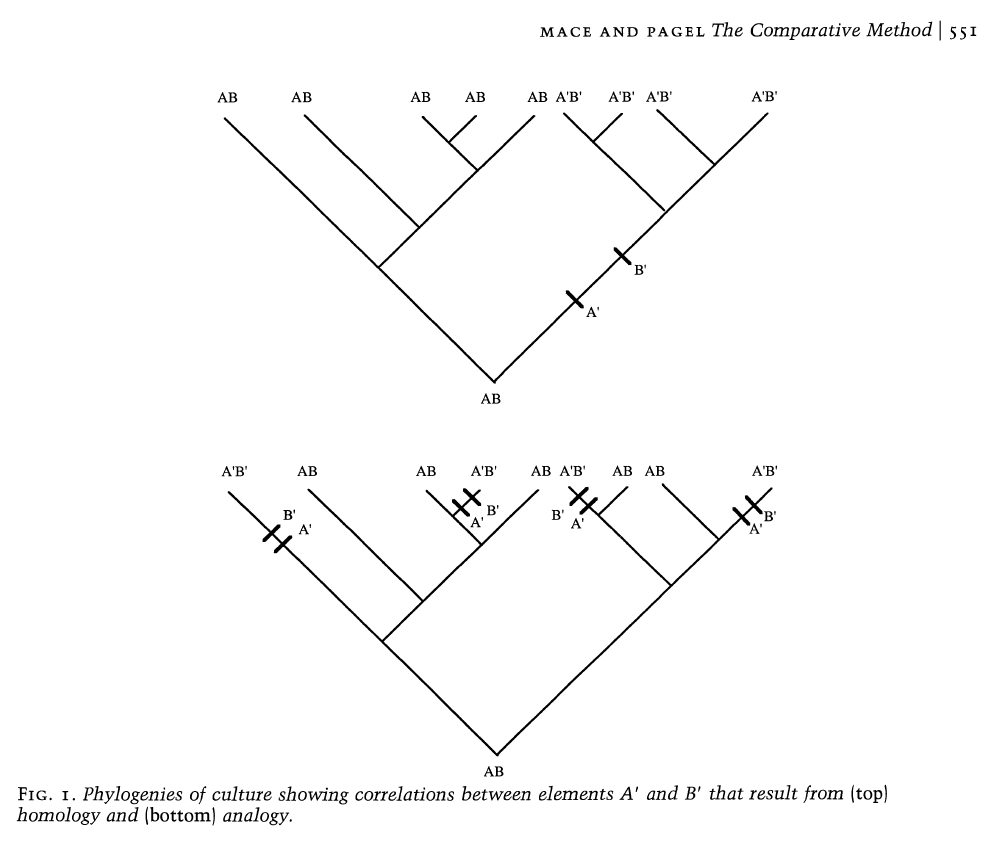 MACE AND PAGEL The Comparative Method | 551
AB AB AB AB AB A'B' A'B' A'B' A'B'
B'
A'
AB
A'B' AB AB A'B' AB A'B' AB AB A'B'
B' A' A' B' B' A' A' B'
AB
FIG. 1. Phylogenies of culture showing correlations between elements A' and B' that result from (top)
homology and (bottom) analogy.